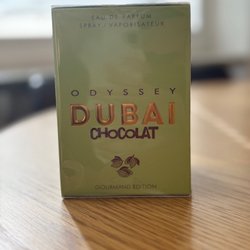 EAU DE PARFUM
SPRAY / VAPORISATEUR
ODYSSEY
DUBAI
CHOCOLAT
GOURMAND EDITION